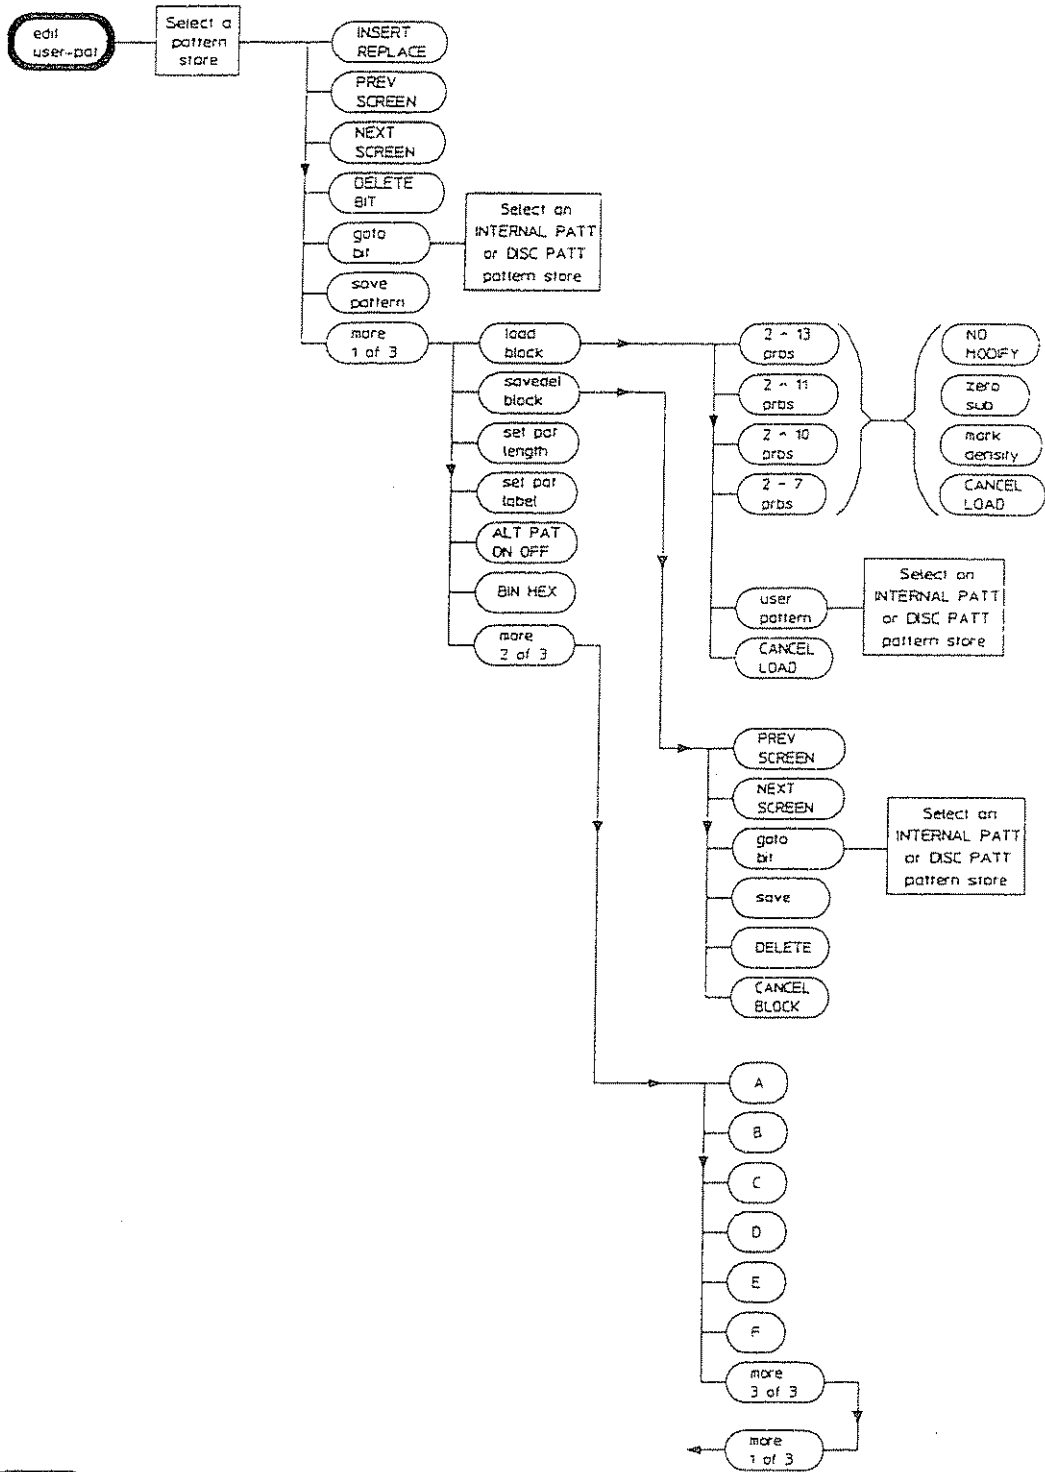 edit
user-pat
Select a
pattern
store
INSERT
REPLACE
PREV
SCREEN
NEXT
SCREEN
DELETE
BIT
goto
bit
Select an
INTERNAL PATT
or DISC PATT
pattern store
save
pattern
more
1 of 3
load
block
savedel
block
set pat
length
set pat
label
ALT PAT
ON OFF
BIN HEX
more
2 of 3
2 ^ 13
prbs
2 ^ 11
prbs
2 ^ 10
prbs
2 - 7
prbs
NO
MODIFY
zero
sub
mark
density
CANCEL
LOAD
user
pattern
Select an
INTERNAL PATT
or DISC PATT
pattern store
CANCEL
LOAD
PREV
SCREEN
NEXT
SCREEN
goto
bit
Select an
INTERNAL PATT
or DISC PATT
pattern store
save
DELETE
CANCEL
BLOCK
A
B
C
D
E
F
more
3 of 3
more
1 of 3